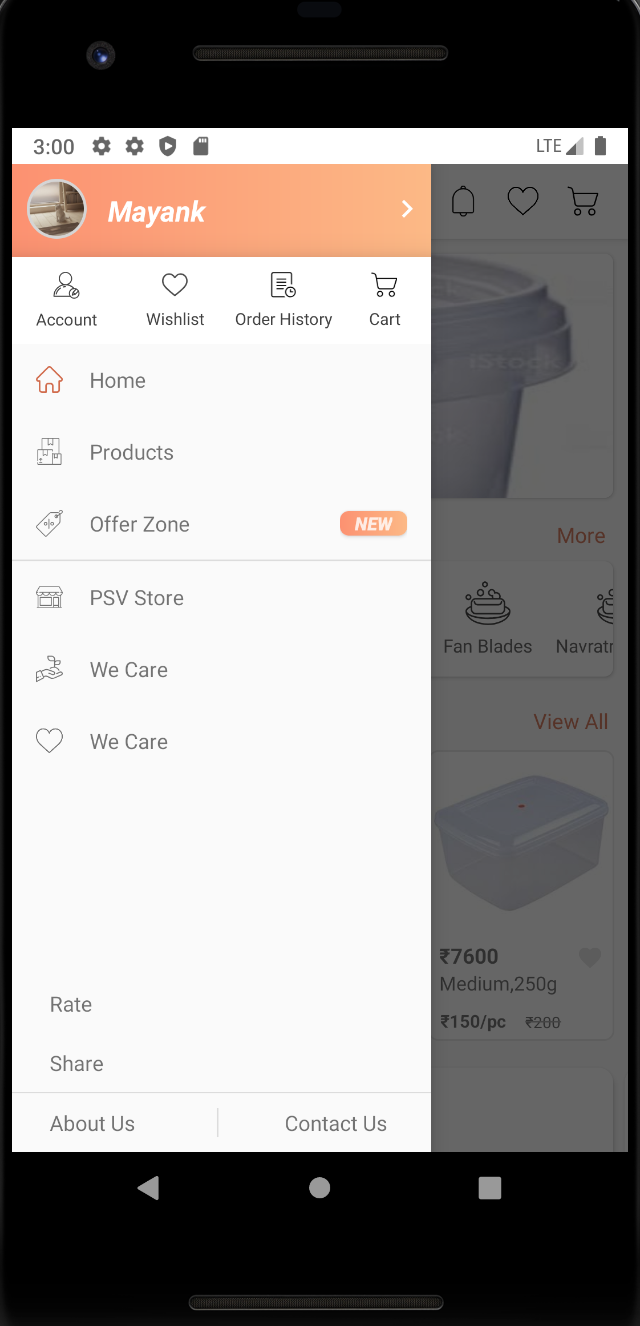 3:00
LTE
Mayank
Account
Wishlist
Order History
Cart
iStock
Home
Products
Offer Zone
NEW
More
PSV Store
Fan Blades
Navratr
We Care
View All
We Care
₹7600
Medium,250g
₹150/pc ₹200
Rate
Share
About Us
Contact Us